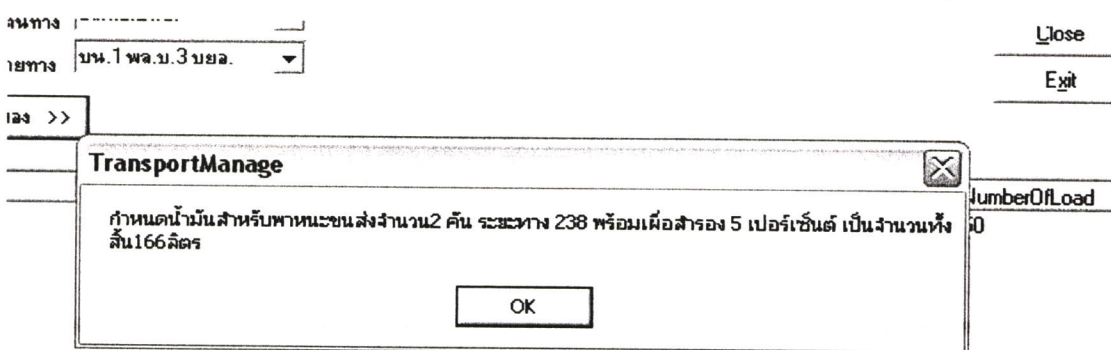 Close
บน.1 พล.บ.3 บยอ.
Exit
>>
TransportManage
กำหนดน้ำมันสำหรับพาหนะขนส่งจำนวน2 คัน ระยะทาง 238 พร้อมเผื่อสำรอง 5 เปอร์เซ็นต์ เป็นจำนวนทั้ง
สิ้น166ลิตร
NumberOfLoad
OK